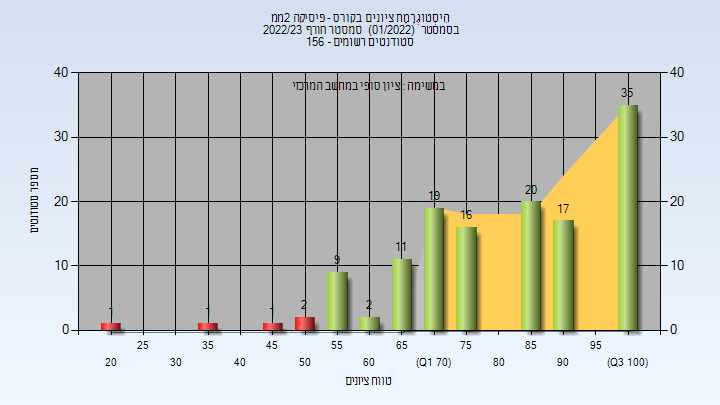 היסטוגרמת ציונים בקורס - פיסיקה 2ממ
בסמסטר  (01/2022)  סמסטר חורף 2022/23
סטודנטים רשומים - 156
במשימה : ציון סופי במחשב המרכזי
מספר סטודנטים
40 40
30 30
20 20
10 10
0 0
1 1 1 2 9 2 11 19 16 20 17 35
25 35 45 55 65 75 85 95
20 30 40 50 60 (Q1 70) 80 90 (Q3 100)
טווח ציונים